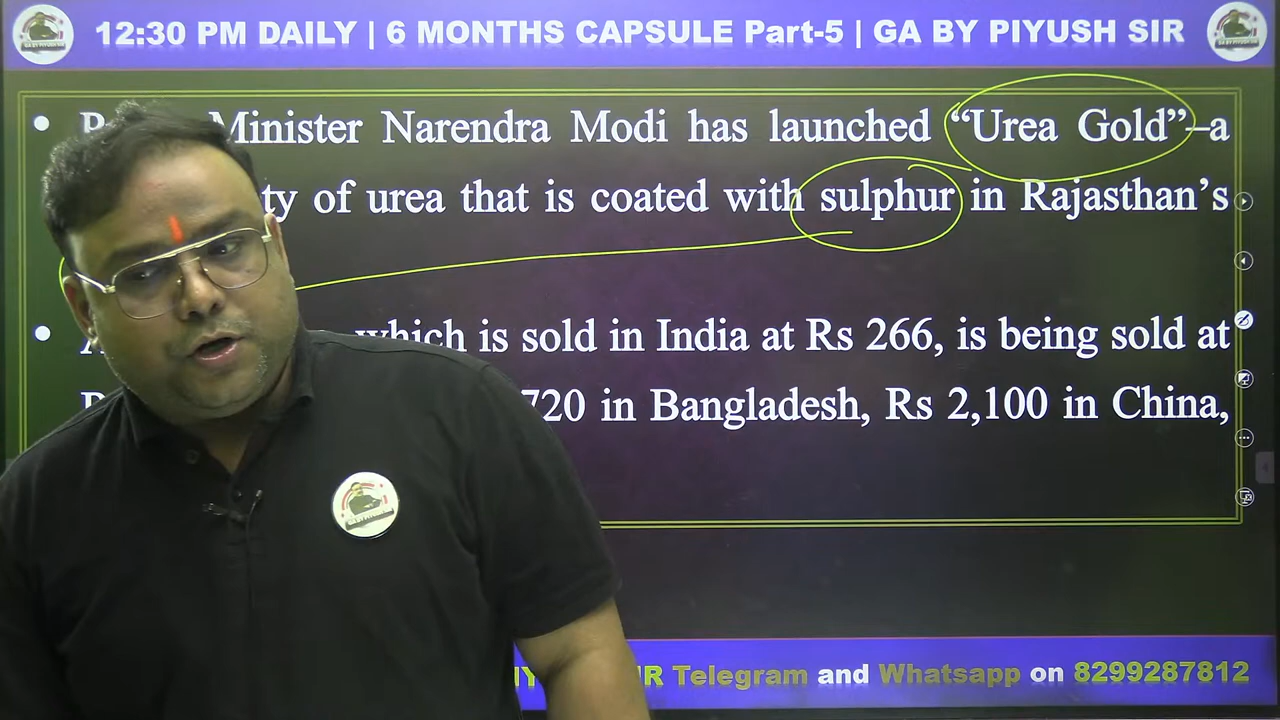 12:30 PM DAILY | 6 MONTHS CAPSULE Part-5 | GA BY PIYUSH SIR
Minister Narendra Modi has launched “Urea Gold”–a
ty of urea that is coated with sulphur in Rajasthan’s
which is sold in India at Rs 266, is being sold at
720 in Bangladesh, Rs 2,100 in China,
Telegram and Whatsapp on 8299287812